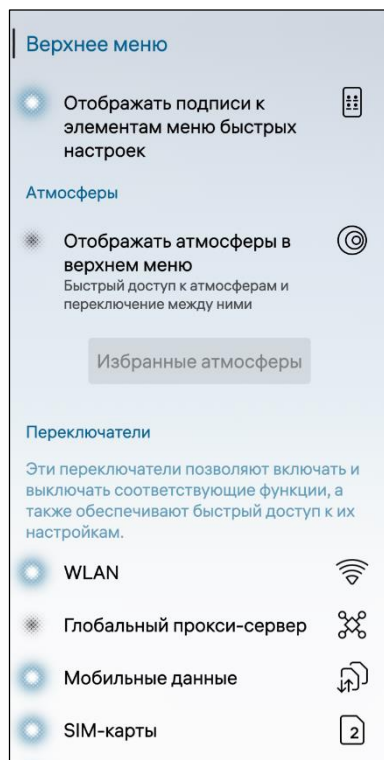 Верхнее меню
Отображать подписи к
элементам меню быстрых
настроек
Атмосферы
Отображать атмосферы в
верхнем меню
Быстрый доступ к атмосферам и
переключение между ними
Избранные атмосферы
Переключатели
Эти переключатели позволяют включать и
выключать соответствующие функции, а
также обеспечивают быстрый доступ к их
настройкам.
WLAN
Глобальный прокси-сервер
Мобильные данные
SIM-карты
2